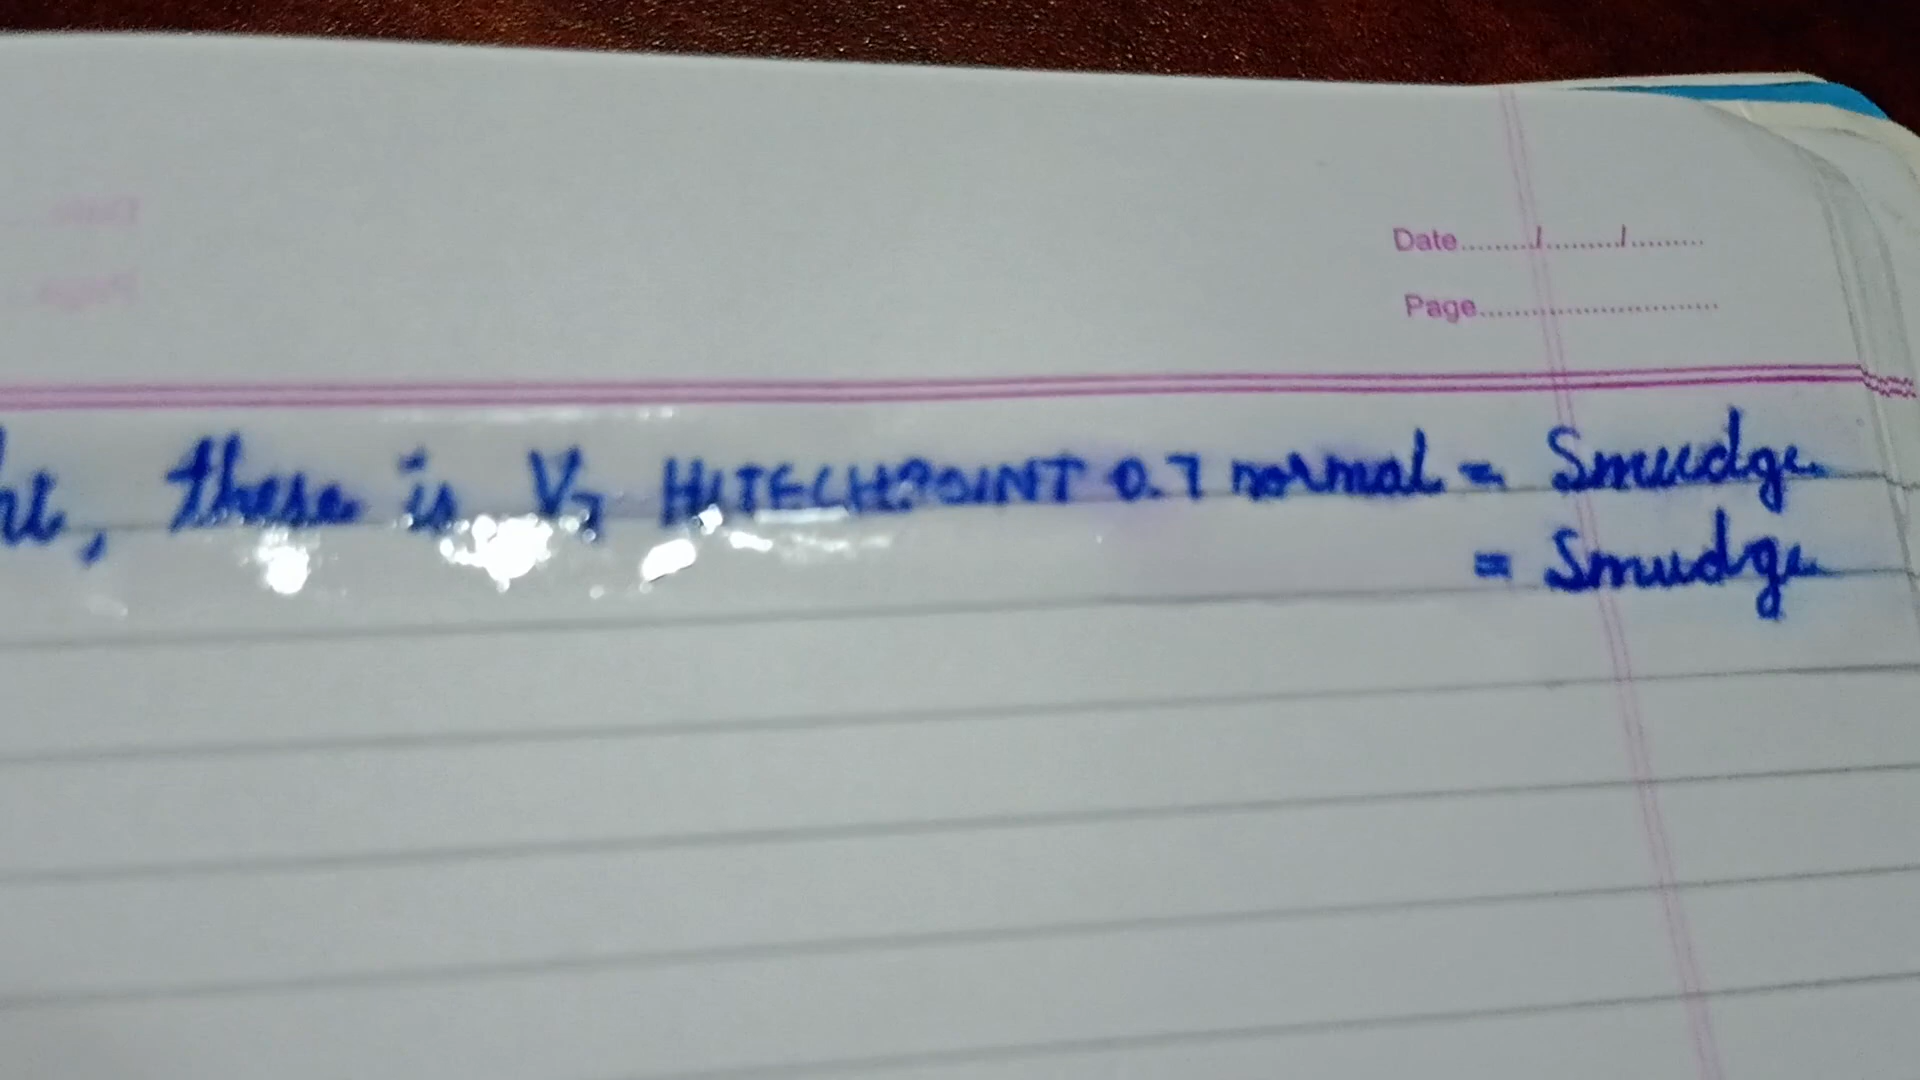 Date........./........./.........
Page..............................
, these is V7 HITECHPOINT 0.7 normal = Smudge
= Smudge